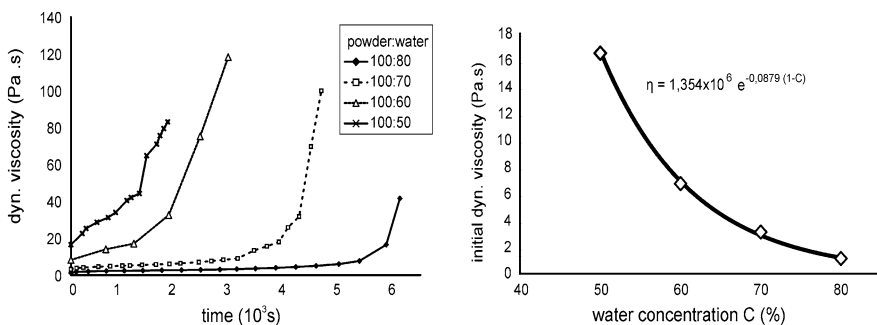 140
120
100
80
60
40
20
0
dyn. viscosity (Pa .s)
0 1 2 3 4 5 6
time (10³s)
powder:water
100:80
100:70
100:60
100:50
18
16
14
12
10
8
6
4
2
0
initial dyn. viscosity (Pa.s)
η = 1,354x10⁶ e⁻⁰,⁰⁸⁷⁹ ⁽¹⁻ᶜ⁾
40 50 60 70 80
water concentration C (%)